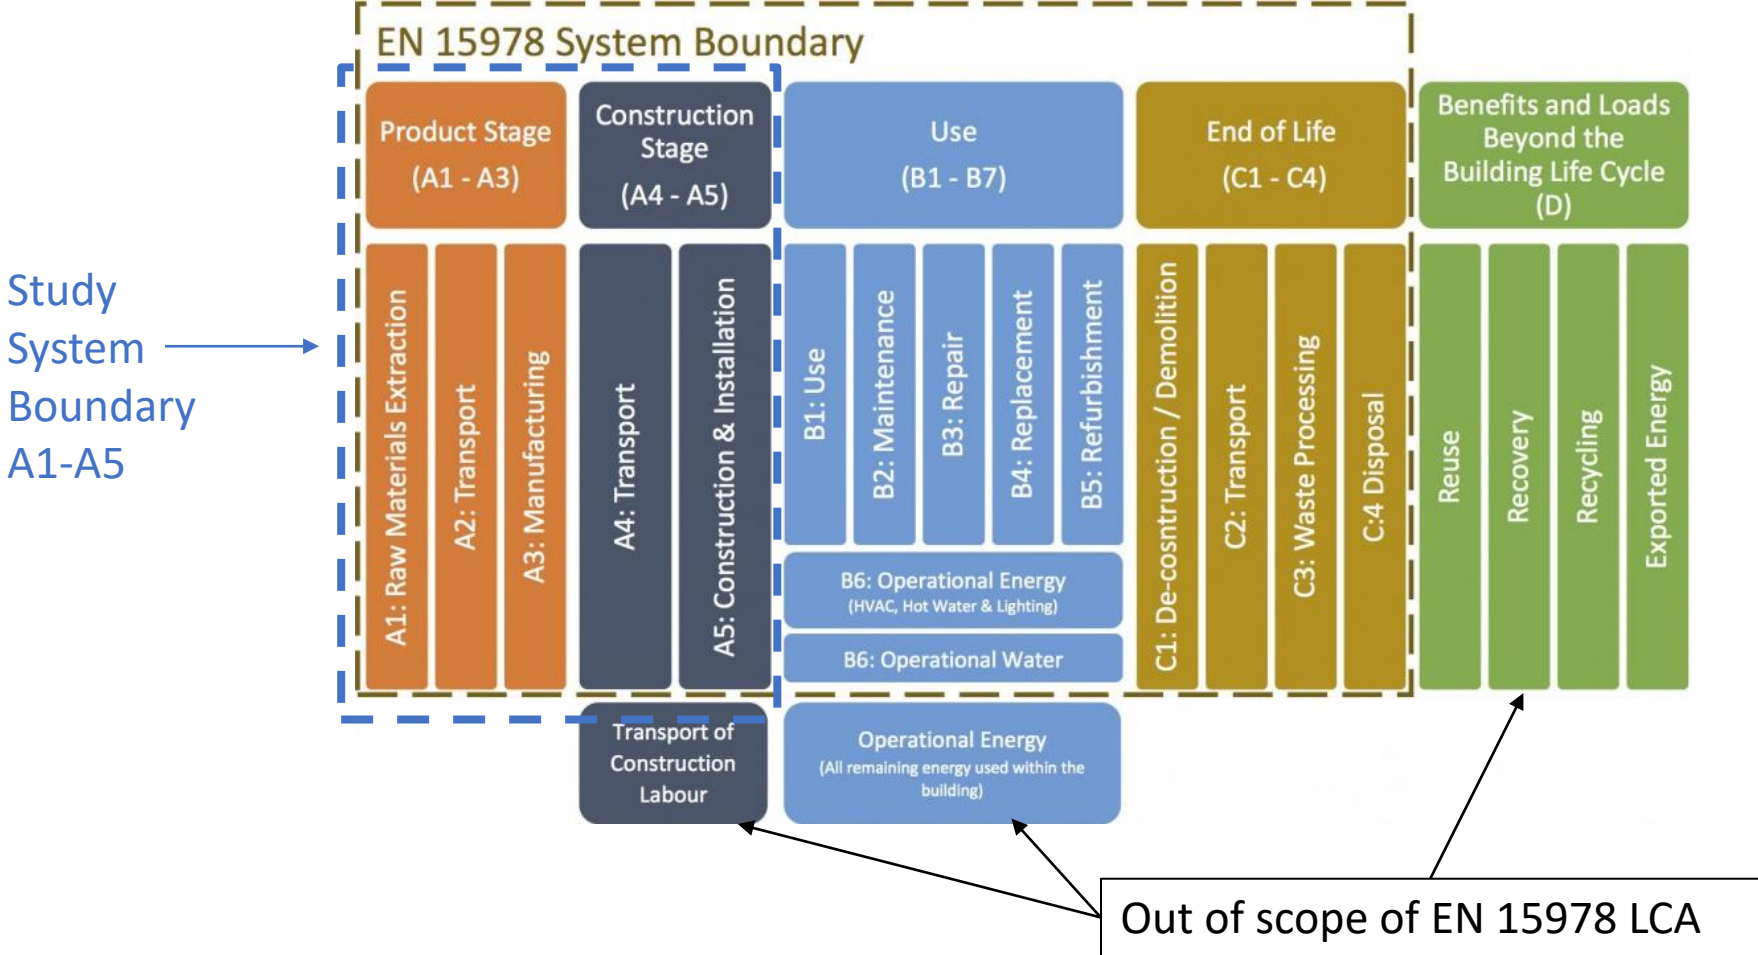 EN 15978 System Boundary
Study
System
Boundary
A1-A5
Product Stage
(A1 - A3)
Construction
Stage
(A4 - A5)
Use
(B1 - B7)
End of Life
(C1 - C4)
Benefits and Loads
Beyond the
Building Life Cycle
(D)
A1: Raw Materials Extraction
A2: Transport
A3: Manufacturing
A4: Transport
A5: Construction & Installation
B1: Use
B2: Maintenance
B3: Repair
B4: Replacement
B5: Refurbishment
B6: Operational Energy
(HVAC, Hot Water & Lighting)
B6: Operational Water
C1: De-cosntruction / Demolition
C2: Transport
C3: Waste Processing
C:4 Disposal
Reuse
Recovery
Recycling
Exported Energy
Transport of
Construction
Labour
Operational Energy
(All remaining energy used within the
building)
Out of scope of EN 15978 LCA